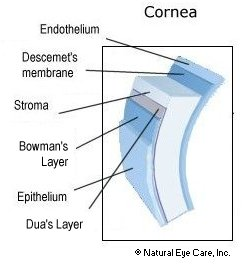 Cornea
Endothelium
Descemet's
membrane
Stroma
Bowman's
Layer
Epithelium
Dua's Layer
® Natural Eye Care, Inc.